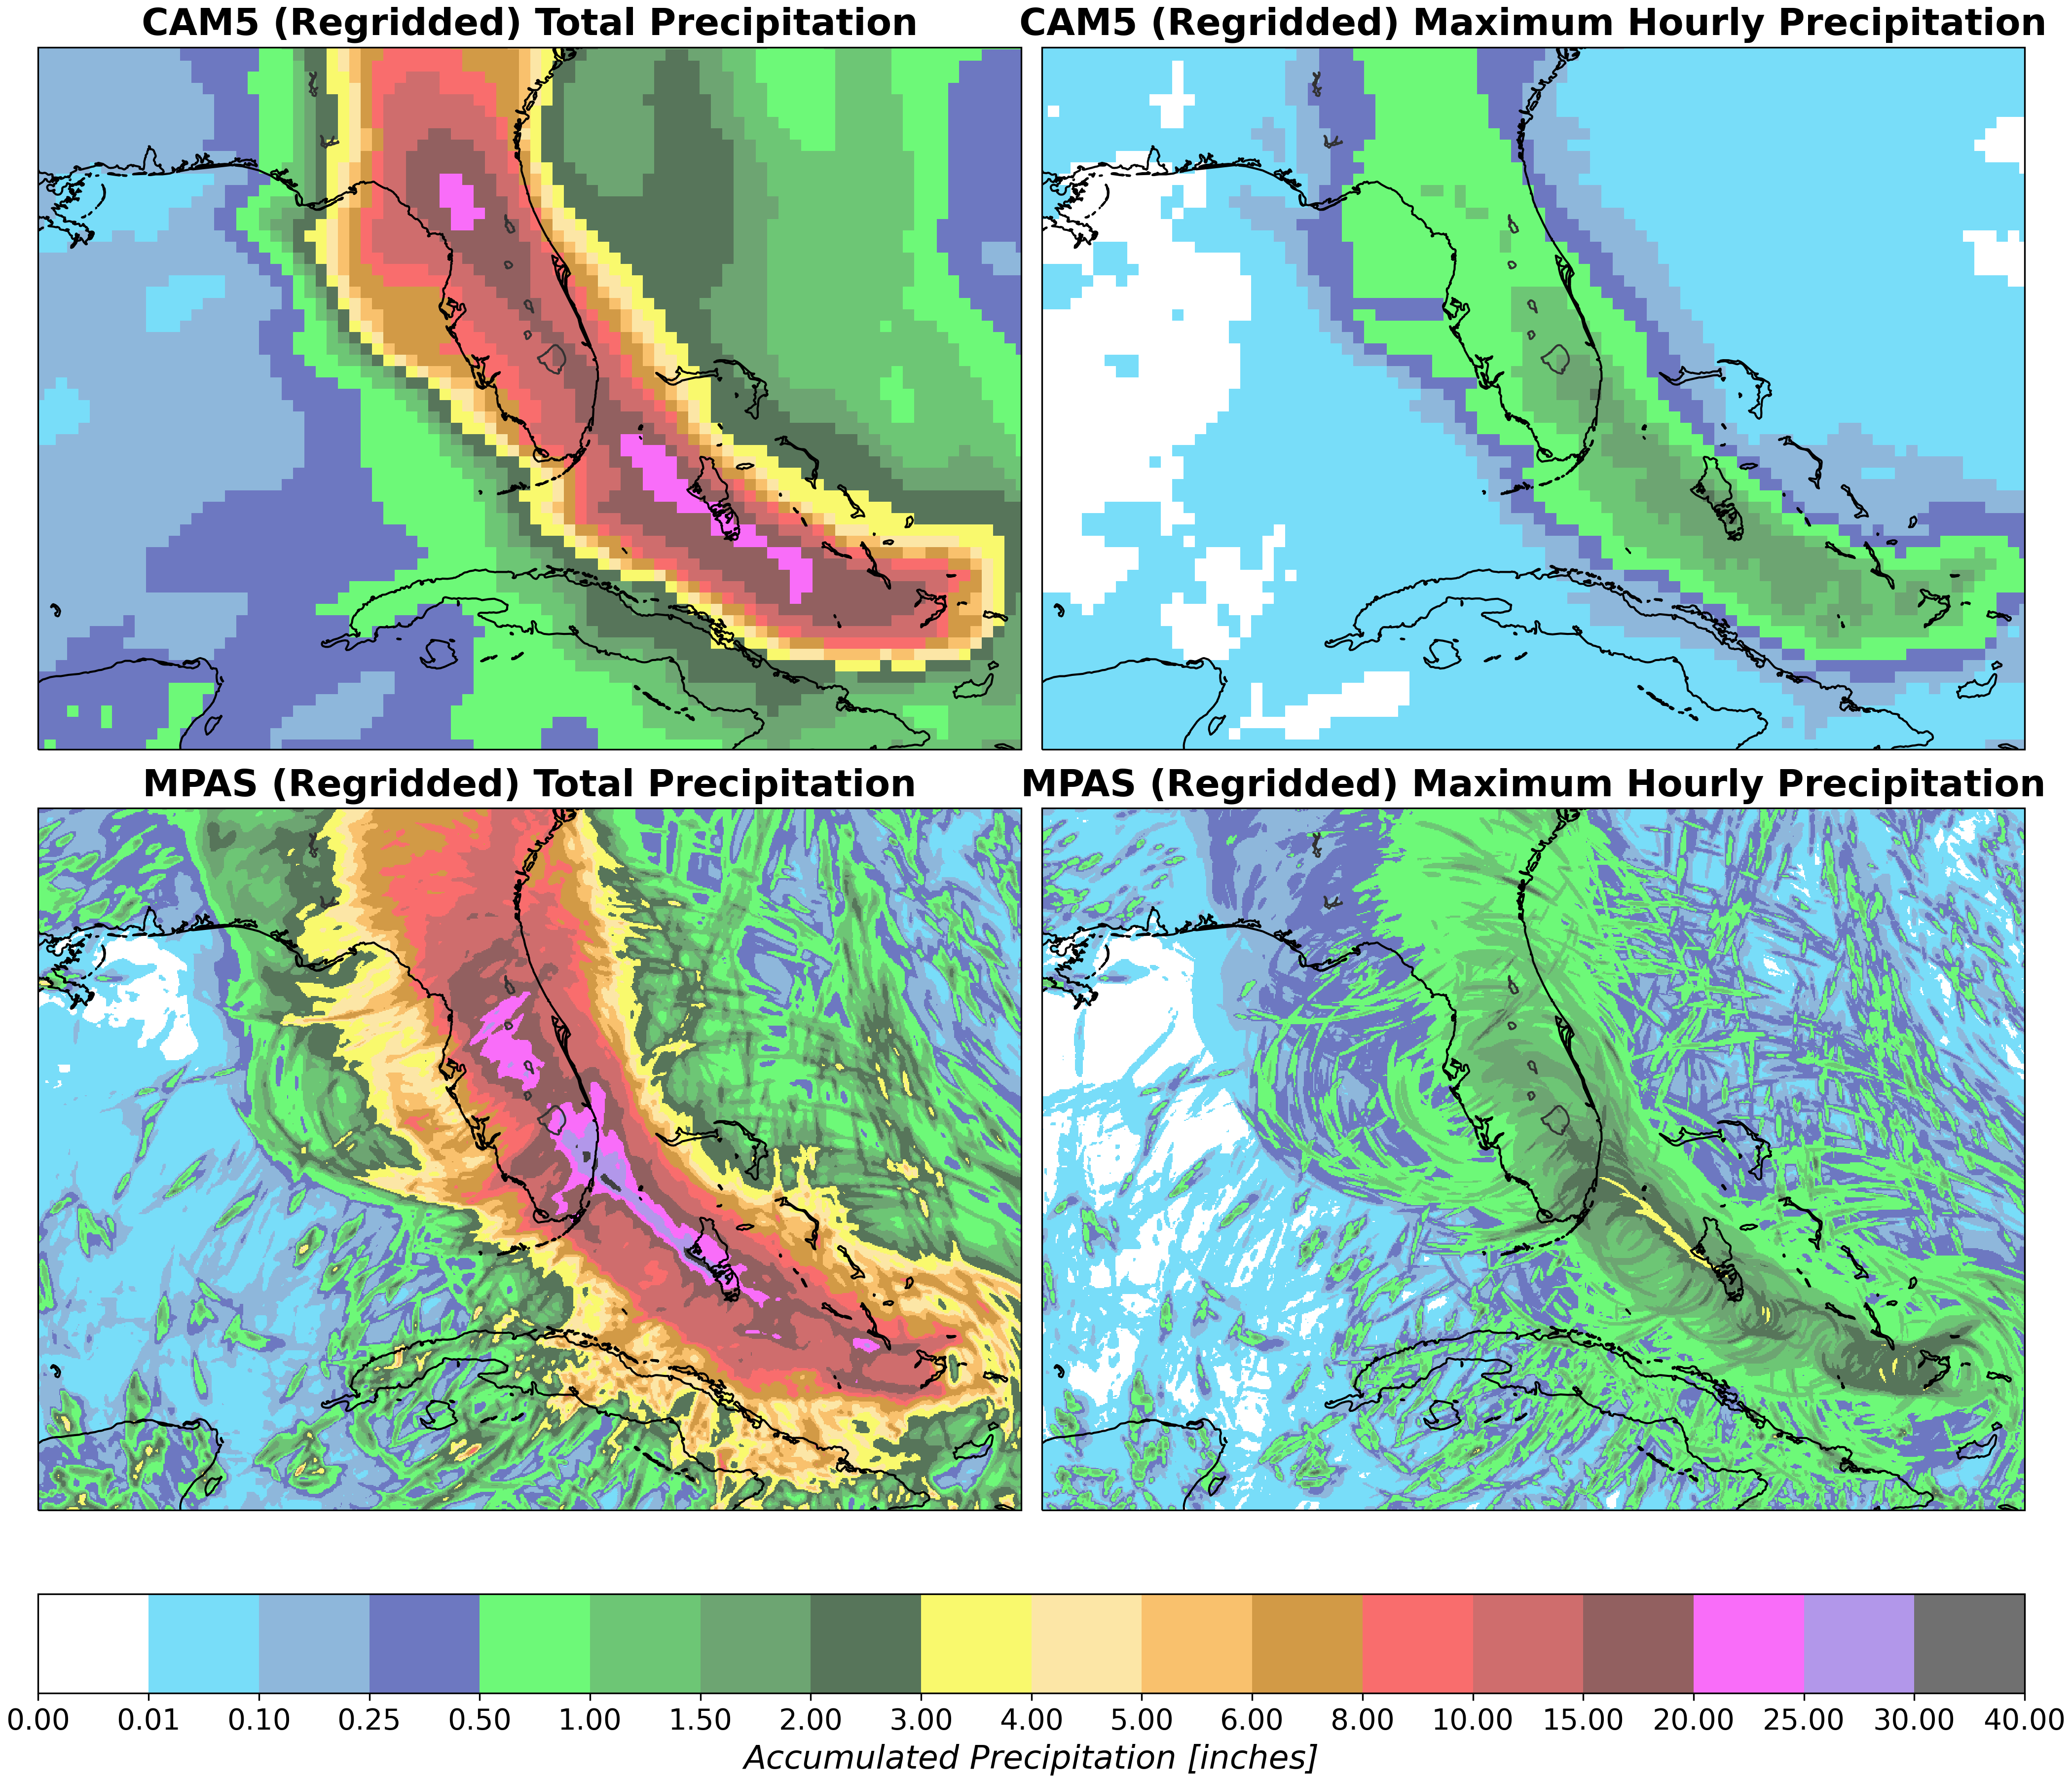 CAM5 (Regridded) Total Precipitation
CAM5 (Regridded) Maximum Hourly Precipitation
MPAS (Regridded) Total Precipitation
MPAS (Regridded) Maximum Hourly Precipitation
0.00 0.01 0.10 0.25 0.50 1.00 1.50 2.00 3.00 4.00 5.00 6.00 8.00 10.00 15.00 20.00 25.00 30.00 40.00
Accumulated Precipitation [inches]